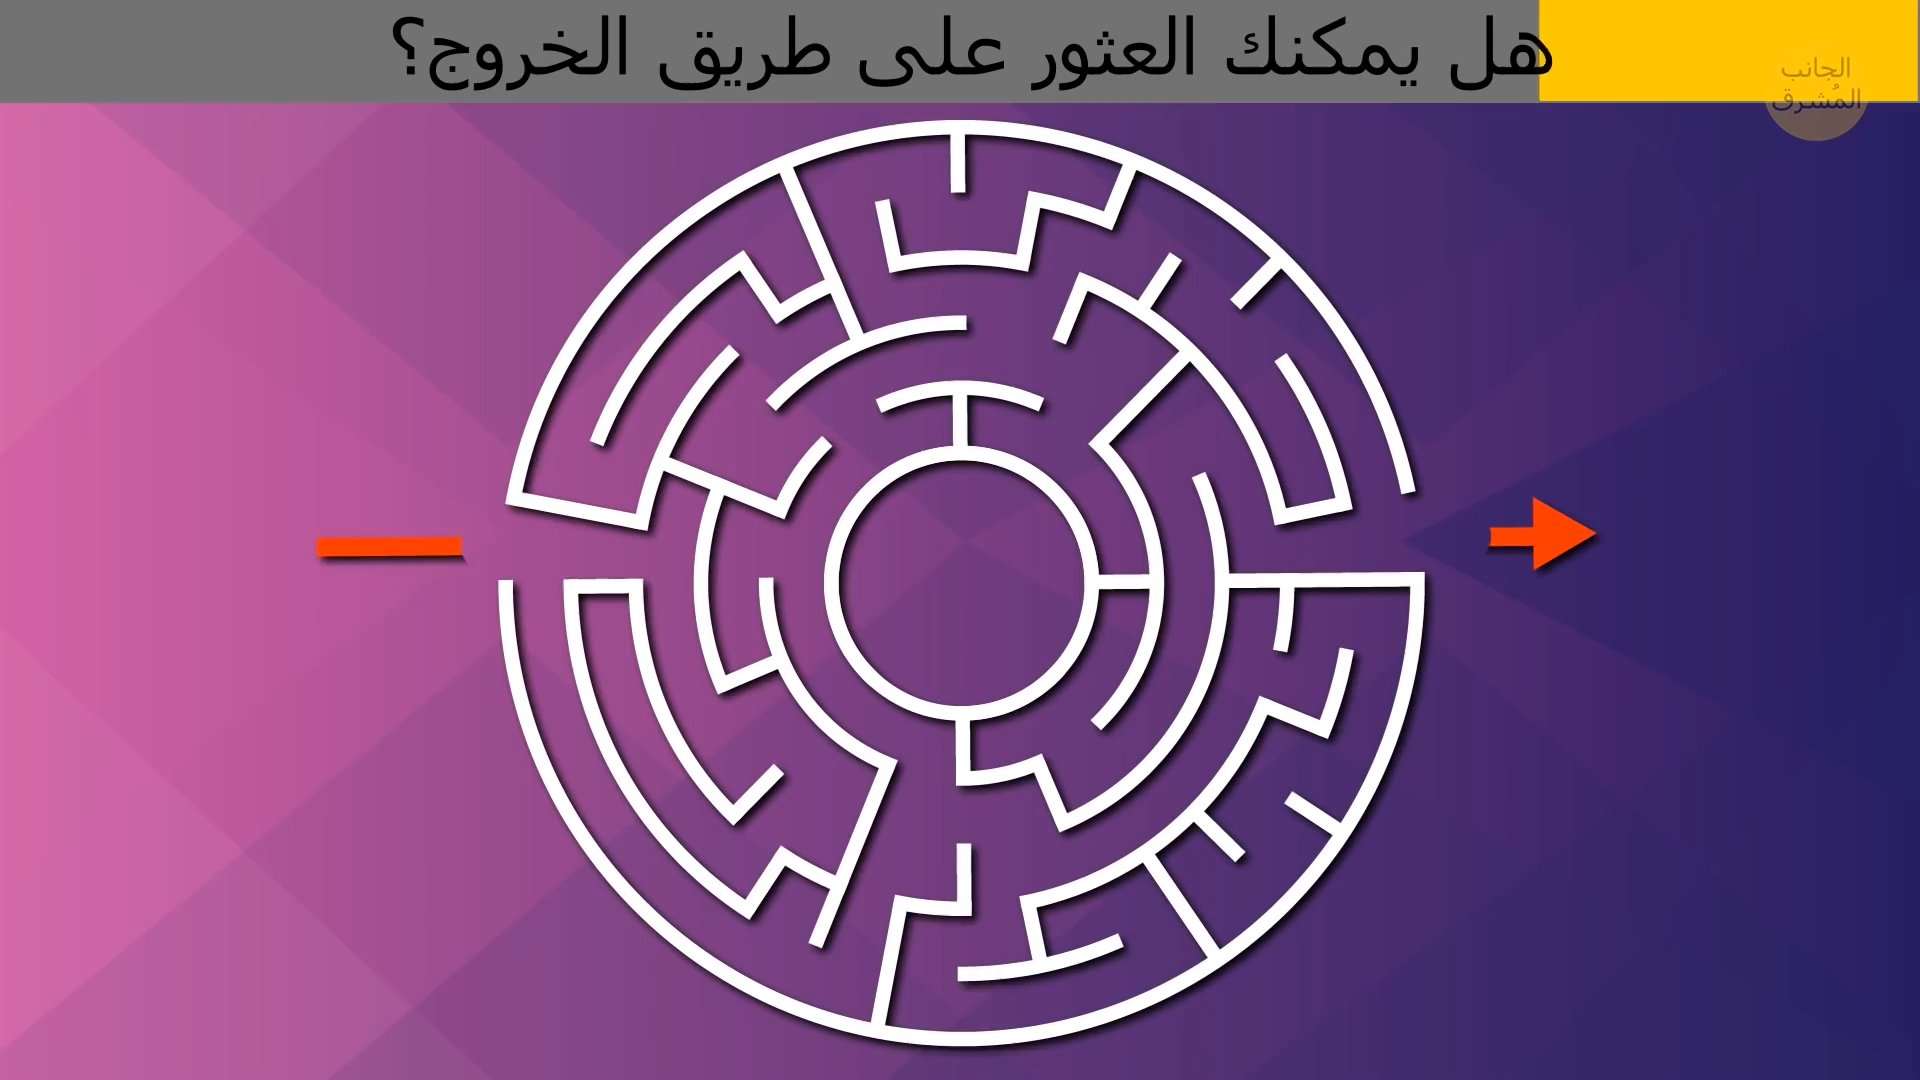 هل يمكنك العثور على طريق الخروج؟
الجانب
المُشرق